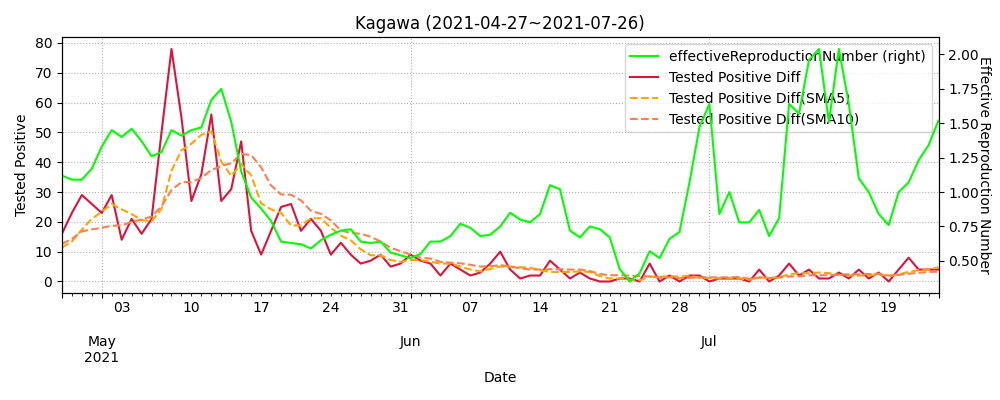 Kagawa (2021-04-27~2021-07-26)
effectiveReproductionNumber (right)
Tested Positive Diff
Tested Positive Diff(SMA5)
Tested Positive Diff(SMA10)
Tested Positive
80
70
60
50
40
30
20
10
0
2.00
1.75
1.50
1.25
1.00
0.75
0.50
Effective Reproduction Number
03 10 17 24 31 07 14 21 28 05 12 19
May Jun Jul
2021
Date